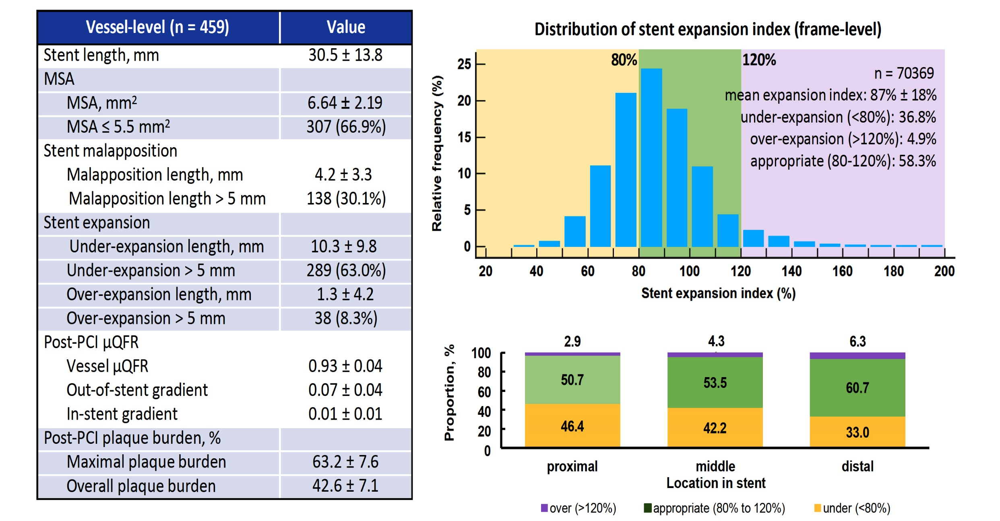 Vessel-level (n = 459) Value
Stent length, mm 30.5 ± 13.8
MSA
MSA, mm² 6.64 ± 2.19
MSA ≤ 5.5 mm² 307 (66.9%)
Stent malapposition
Malapposition length, mm 4.2 ± 3.3
Malapposition length > 5 mm 138 (30.1%)
Stent expansion
Under-expansion length, mm 10.3 ± 9.8
Under-expansion > 5 mm 289 (63.0%)
Over-expansion length, mm 1.3 ± 4.2
Over-expansion > 5 mm 38 (8.3%)
Post-PCI µQFR
Vessel µQFR 0.93 ± 0.04
Out-of-stent gradient 0.07 ± 0.04
In-stent gradient 0.01 ± 0.01
Post-PCI plaque burden, %
Maximal plaque burden 63.2 ± 7.6
Overall plaque burden 42.6 ± 7.1
Distribution of stent expansion index (frame-level)
Relative frequency (%)
25
20
15
10
5
0
80% 120%
n = 70369
mean expansion index: 87% ± 18%
under-expansion (<80%): 36.8%
over-expansion (>120%): 4.9%
appropriate (80-120%): 58.3%
20 40 60 80 100 120 140 160 180 200
Stent expansion index (%)
Proportion, %
100
80
60
40
20
0
2.9 4.3 6.3
50.7 53.5 60.7
46.4 42.2 33.0
proximal middle distal
Location in stent
over (>120%) appropriate (80% to 120%) under (<80%)